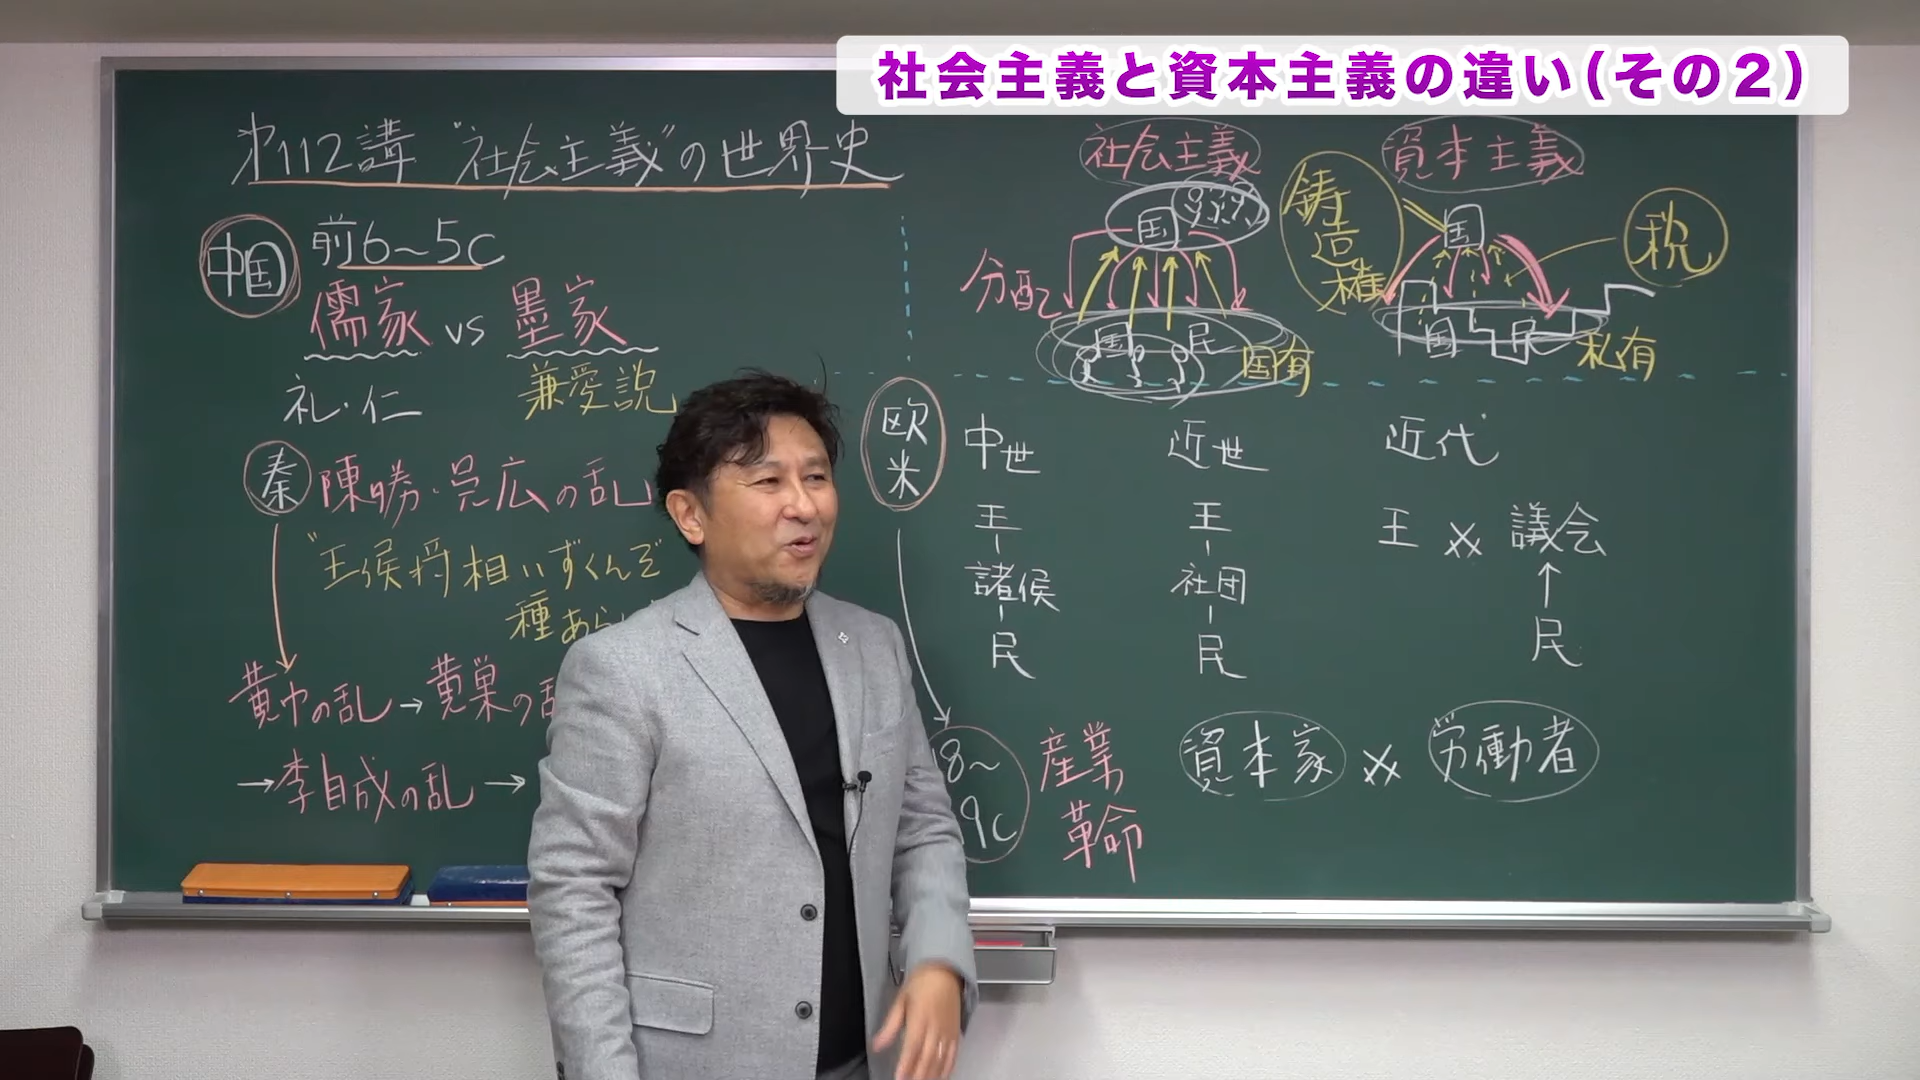 社会主義と資本主義の違い(その2)
第112講 "社会主義"の世界史
中国
前6~5c
儒家 vs 墨家
礼・仁
兼愛説
秦
陳勝・呉広の乱
"王侯将相いずくんぞ
種あら
黄巾の乱→黄巣の乱
→李自成の乱→
社会主義
国
分配
国民
国有
資本主義
鋳造権
国
税
国民
私有
欧米
中世
王
諸侯
民
近世
王
社団
民
近代
王 × 議会
民
18~
19c
産業
革命
資本家 × 労働者